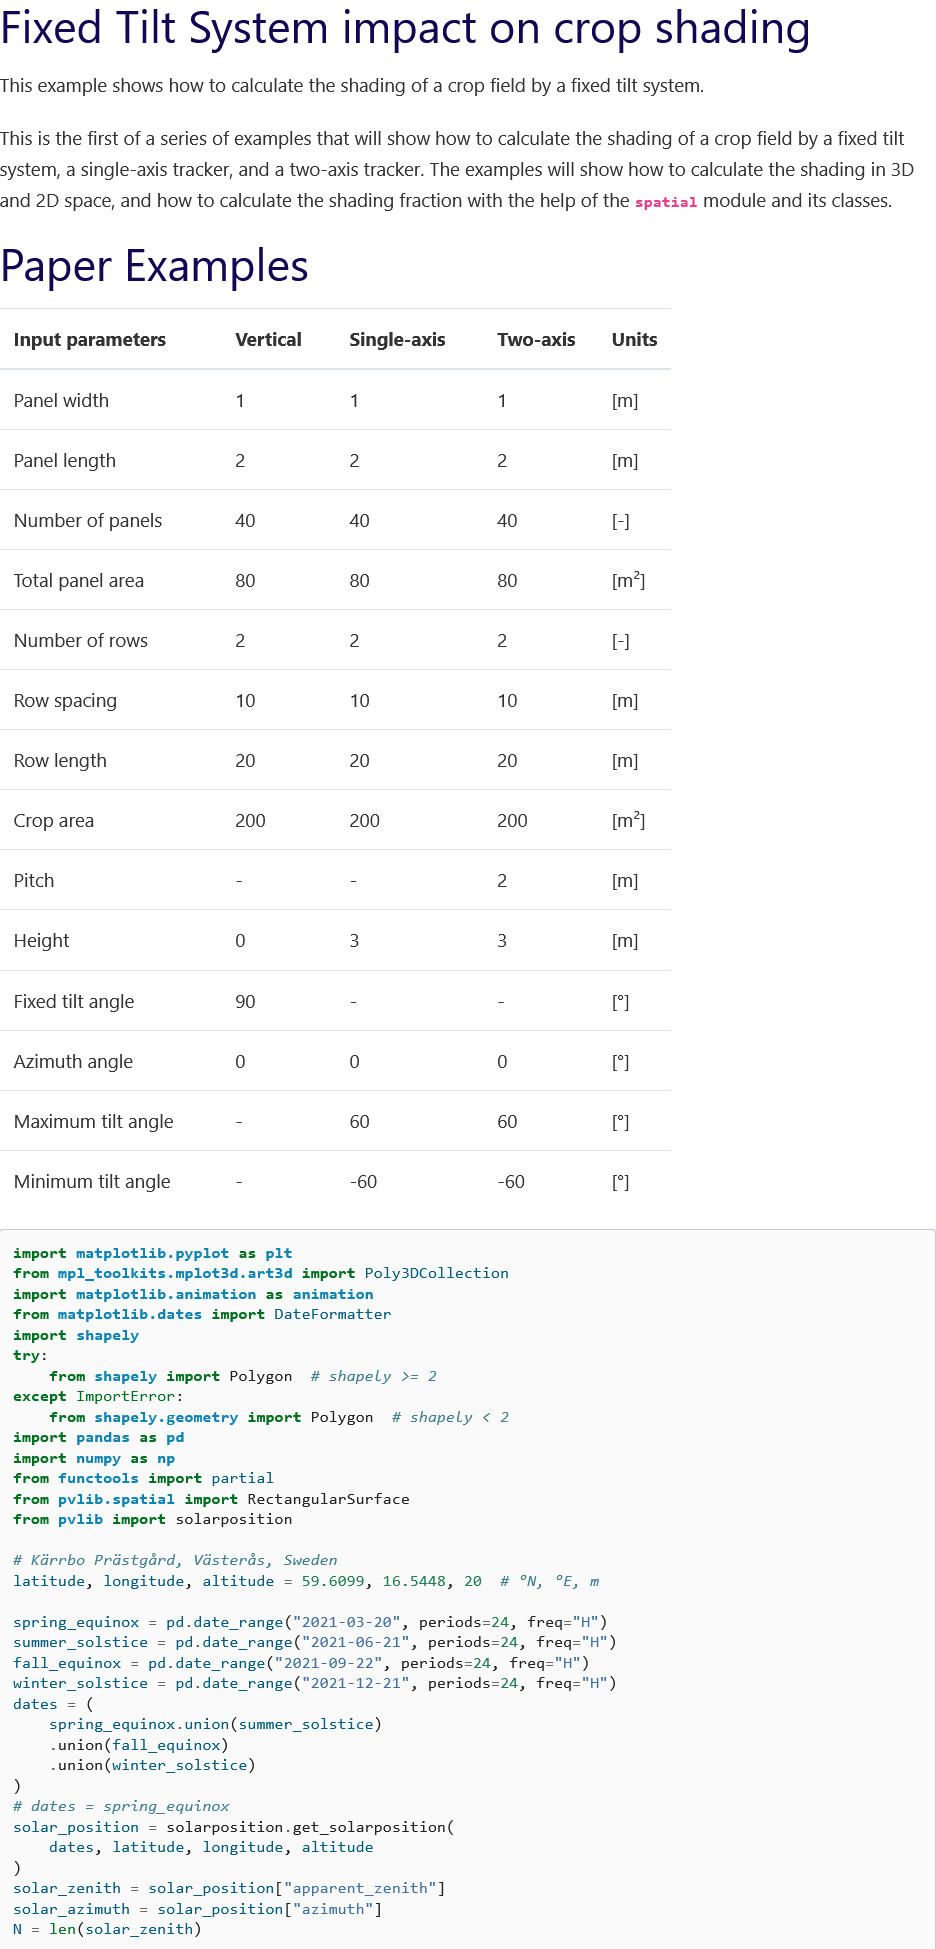 Fixed Tilt System impact on crop shading
This example shows how to calculate the shading of a crop field by a fixed tilt system.
This is the first of a series of examples that will show how to calculate the shading of a crop field by a fixed tilt
system, a single-axis tracker, and a two-axis tracker. The examples will show how to calculate the shading in 3D
and 2D space, and how to calculate the shading fraction with the help of the spatial module and its classes.
Paper Examples
Input parameters Vertical Single-axis Two-axis Units
Panel width 1 1 1 [m]
Panel length 2 2 2 [m]
Number of panels 40 40 40 [-]
Total panel area 80 80 80 [m²]
Number of rows 2 2 2 [-]
Row spacing 10 10 10 [m]
Row length 20 20 20 [m]
Crop area 200 200 200 [m²]
Pitch - - 2 [m]
Height 0 3 3 [m]
Fixed tilt angle 90 - - [°]
Azimuth angle 0 0 0 [°]
Maximum tilt angle - 60 60 [°]
Minimum tilt angle - -60 -60 [°]
import matplotlib.pyplot as plt
from mpl_toolkits.mplot3d.art3d import Poly3DCollection
import matplotlib.animation as animation
from matplotlib.dates import DateFormatter
import shapely
try:
    from shapely import Polygon  # shapely >= 2
except ImportError:
    from shapely.geometry import Polygon  # shapely < 2
import pandas as pd
import numpy as np
from functools import partial
from pvlib.spatial import RectangularSurface
from pvlib import solarposition
# Kärrbo Prästgård, Västerås, Sweden
latitude, longitude, altitude = 59.6099, 16.5448, 20  # °N, °E, m
spring_equinox = pd.date_range("2021-03-20", periods=24, freq="H")
summer_solstice = pd.date_range("2021-06-21", periods=24, freq="H")
fall_equinox = pd.date_range("2021-09-22", periods=24, freq="H")
winter_solstice = pd.date_range("2021-12-21", periods=24, freq="H")
dates = (
    spring_equinox.union(summer_solstice)
    .union(fall_equinox)
    .union(winter_solstice)
)
# dates = spring_equinox
solar_position = solarposition.get_solarposition(
    dates, latitude, longitude, altitude
)
solar_zenith = solar_position["apparent_zenith"]
solar_azimuth = solar_position["azimuth"]
N = len(solar_zenith)